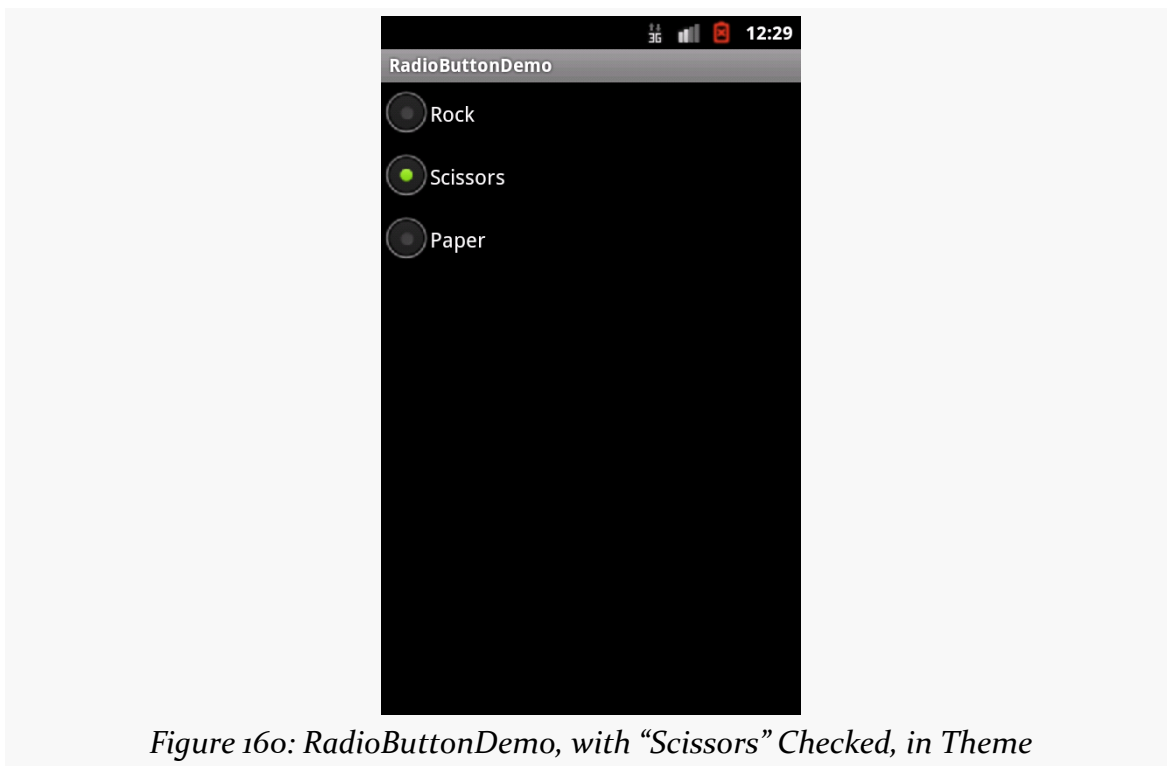 3G 12:29
RadioButtonDemo
Rock
Scissors
Paper
Figure 160: RadioButtonDemo, with “Scissors” Checked, in Theme